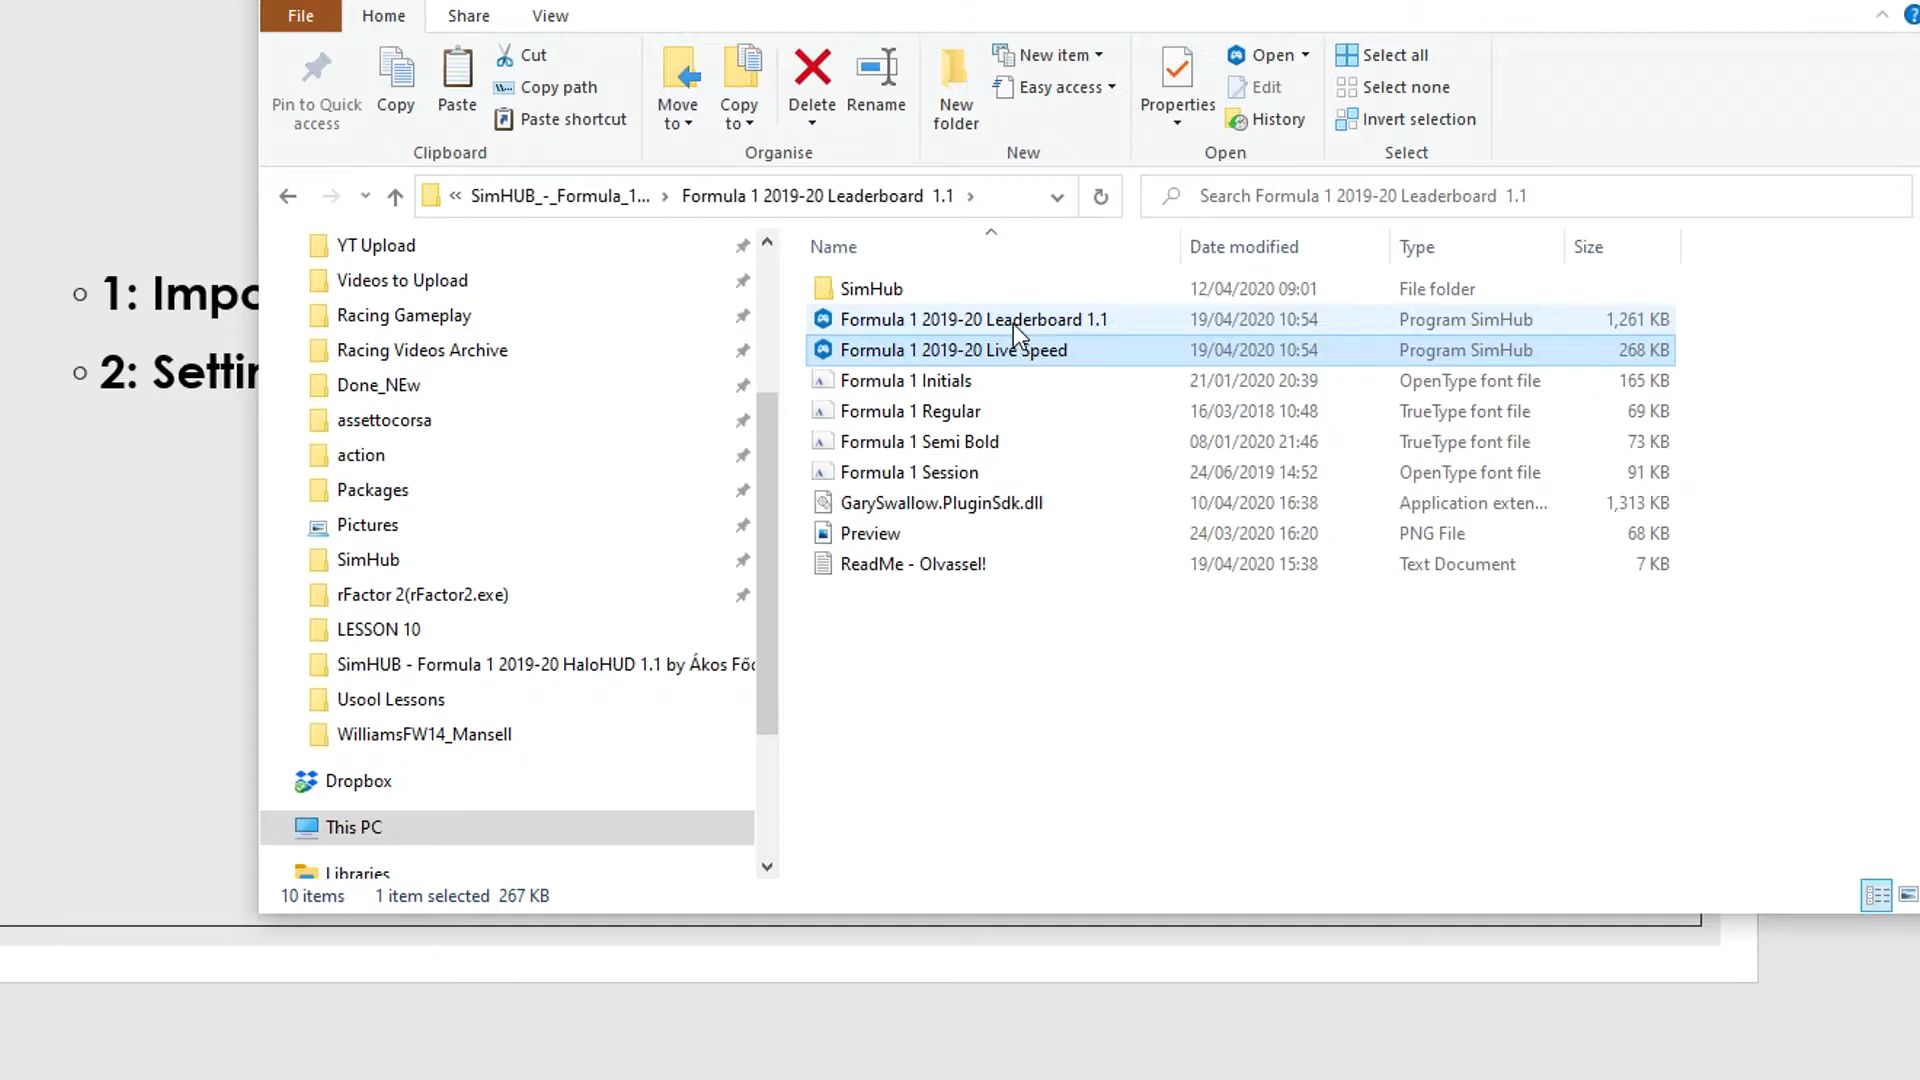 File Home Share View
Pin to Quick access
Copy
Paste
Cut
Copy path
Paste shortcut
Clipboard
Move to
Copy to
Delete
Rename
Organise
New folder
New item
Easy access
New
Properties
Open
Edit
History
Open
Select all
Select none
Invert selection
Select
« SimHUB_-_Formula_1... › Formula 1 2019-20 Leaderboard 1.1 ›
Search Formula 1 2019-20 Leaderboard 1.1
1: Impo
2: Settin
YT Upload
Videos to Upload
Racing Gameplay
Racing Videos Archive
Done_NEw
assettocorsa
action
Packages
Pictures
SimHub
rFactor 2(rFactor2.exe)
LESSON 10
SimHUB - Formula 1 2019-20 HaloHUD 1.1 by Ákos Főd
Usool Lessons
WilliamsFW14_Mansell
Dropbox
This PC
Libraries
Name Date modified Type Size
SimHub 12/04/2020 09:01 File folder
Formula 1 2019-20 Leaderboard 1.1 19/04/2020 10:54 Program SimHub 1,261 KB
Formula 1 2019-20 Live Speed 19/04/2020 10:54 Program SimHub 268 KB
Formula 1 Initials 21/01/2020 20:39 OpenType font file 165 KB
Formula 1 Regular 16/03/2018 10:48 TrueType font file 69 KB
Formula 1 Semi Bold 08/01/2020 21:46 TrueType font file 73 KB
Formula 1 Session 24/06/2019 14:52 OpenType font file 91 KB
GarySwallow.PluginSdk.dll 10/04/2020 16:38 Application exten... 1,313 KB
Preview 24/03/2020 16:20 PNG File 68 KB
ReadMe - Olvassel! 19/04/2020 15:38 Text Document 7 KB
10 items 1 item selected 267 KB